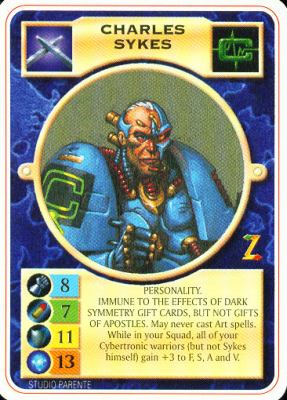 CHARLES
SYKES
8
7
11
13
PERSONALITY.
IMMUNE TO THE EFFECTS OF DARK
SYMMETRY GIFT CARDS, BUT NOT GIFTS
OF APOSTLES. May never cast Art spells.
While in your Squad, all of your
Cybertronic warriors (but not Sykes
himself) gain +3 to F, S, A and V.
STUDIO PARENTE